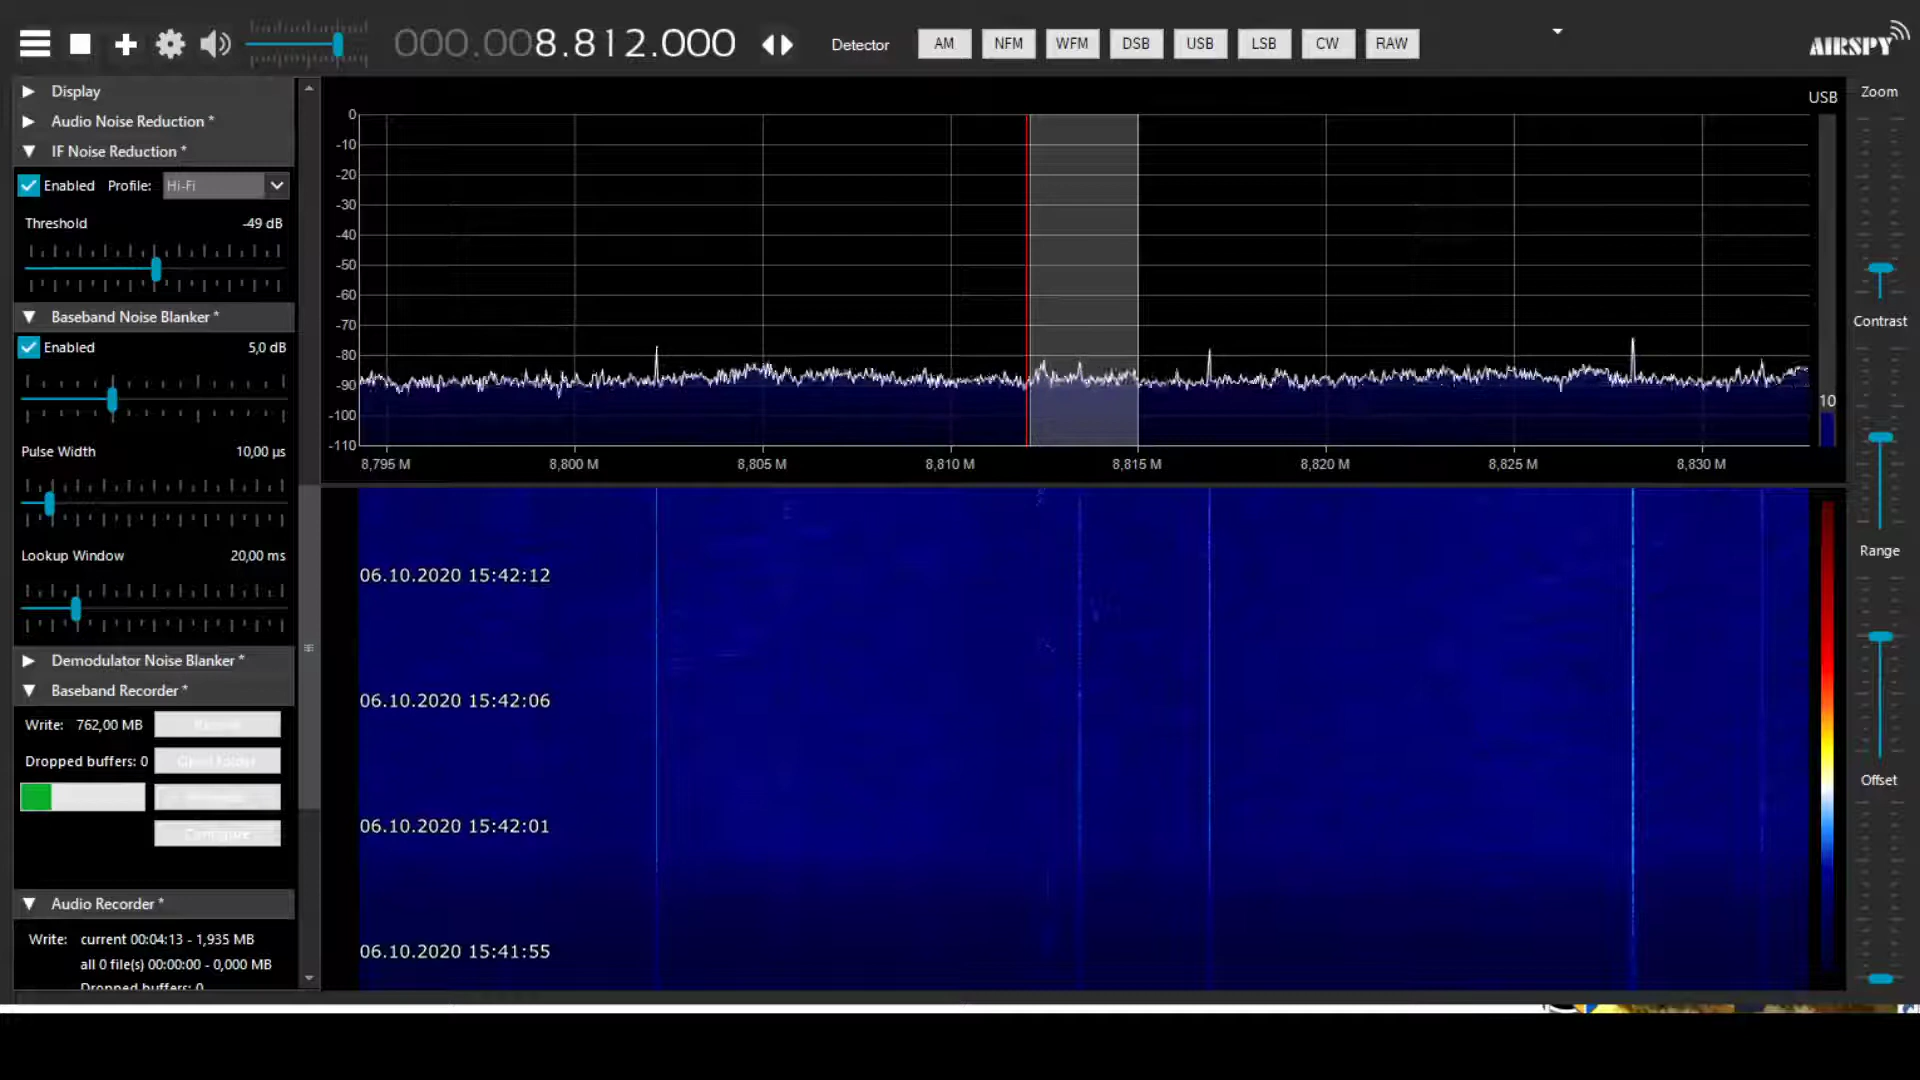 000.008.812.000
Detector
AM
NFM
WFM
DSB
USB
LSB
CW
RAW
AIRSPY
Display
Audio Noise Reduction *
IF Noise Reduction *
Enabled Profile: Hi-Fi
Threshold -49 dB
Baseband Noise Blanker *
Enabled 5,0 dB
Pulse Width 10,00 µs
Lookup Window 20,00 ms
Demodulator Noise Blanker *
Baseband Recorder *
Write: 762,00 MB
Dropped buffers: 0
Configure
Audio Recorder *
Write: current 00:04:13 - 1,935 MB
all 0 file(s) 00:00:00 - 0,000 MB
Dropped buffers: 0
USB
0
-10
-20
-30
-40
-50
-60
-70
-80
-90
-100
-110
10
8,795 M
8,800 M
8,805 M
8,810 M
8,815 M
8,820 M
8,825 M
8,830 M
06.10.2020 15:42:12
06.10.2020 15:42:06
06.10.2020 15:42:01
06.10.2020 15:41:55
Zoom
Contrast
Range
Offset